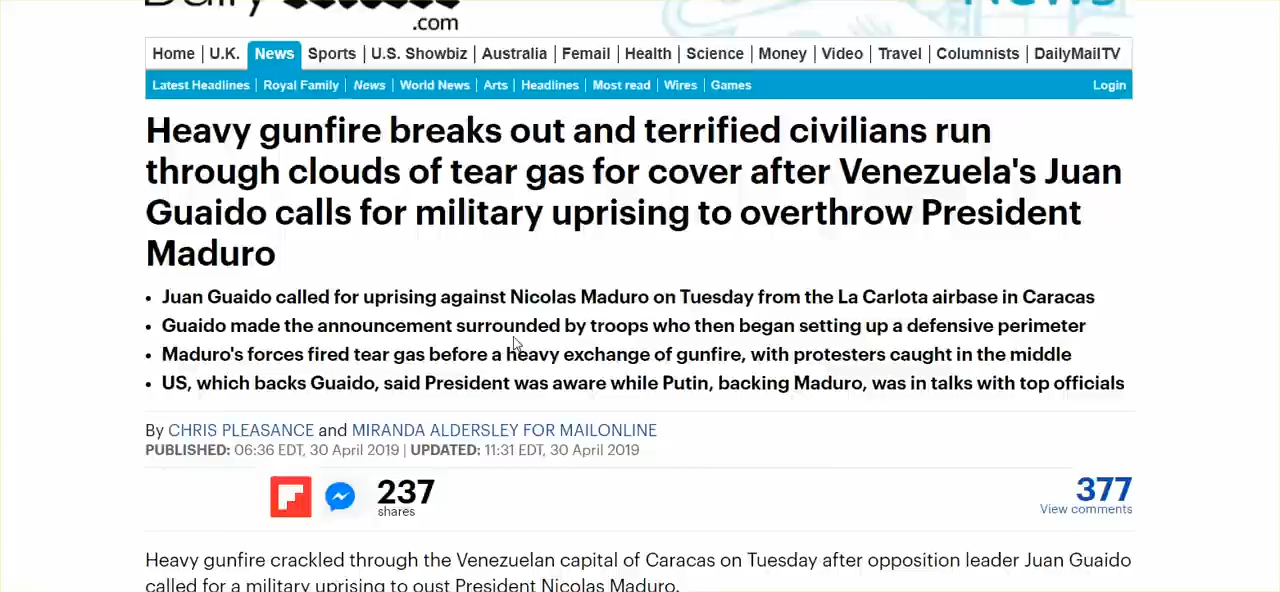 .com
Home | U.K. News Sports | U.S. Showbiz | Australia | Femail | Health | Science | Money | Video | Travel | Columnists | DailyMailTV
Latest Headlines | Royal Family | News | World News | Arts | Headlines | Most read | Wires | Games Login
Heavy gunfire breaks out and terrified civilians run
through clouds of tear gas for cover after Venezuela's Juan
Guaido calls for military uprising to overthrow President
Maduro
• Juan Guaido called for uprising against Nicolas Maduro on Tuesday from the La Carlota airbase in Caracas
• Guaido made the announcement surrounded by troops who then began setting up a defensive perimeter
• Maduro's forces fired tear gas before a heavy exchange of gunfire, with protesters caught in the middle
• US, which backs Guaido, said President was aware while Putin, backing Maduro, was in talks with top officials
By CHRIS PLEASANCE and MIRANDA ALDERSLEY FOR MAILONLINE
PUBLISHED: 06:36 EDT, 30 April 2019 | UPDATED: 11:31 EDT, 30 April 2019
237
shares
377
View comments
Heavy gunfire crackled through the Venezuelan capital of Caracas on Tuesday after opposition leader Juan Guaido
called for a military uprising to oust President Nicolas Maduro.